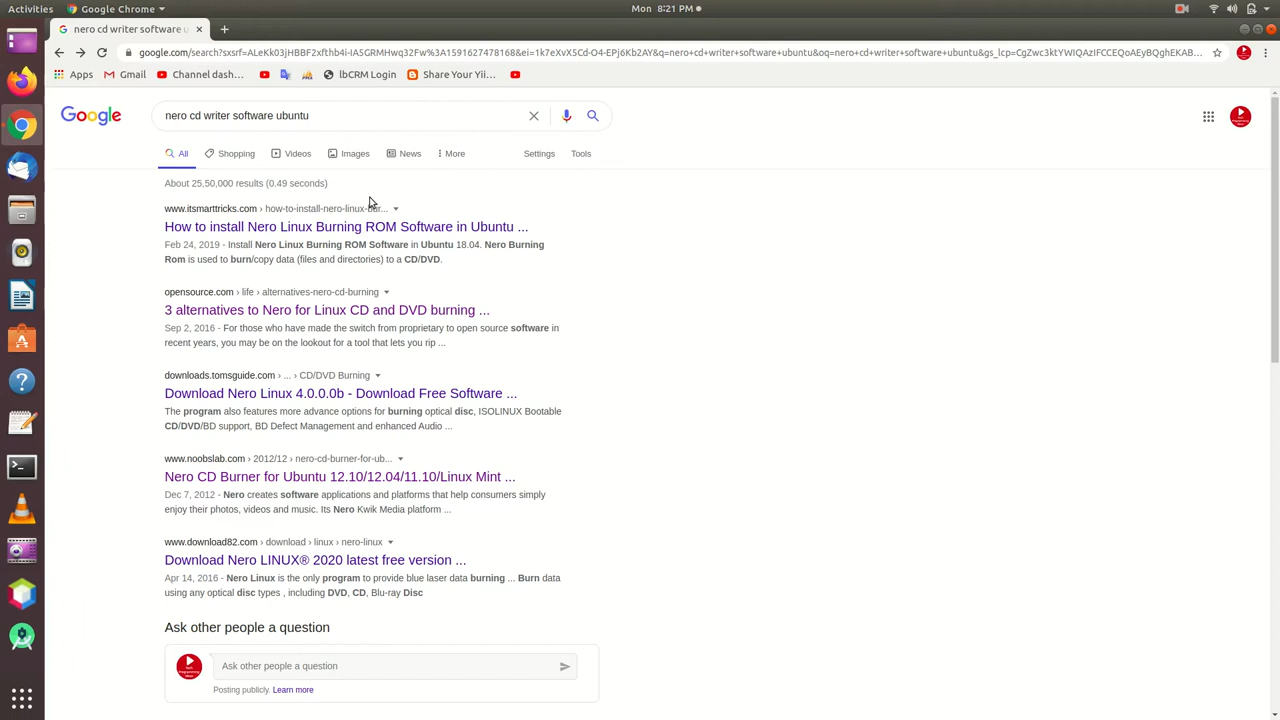 Activities
Google Chrome
Mon 8:21 PM
nero cd writer software u
google.com/search?sxsrf=ALeKk03jHBBF2xfthb4i-IA5GRMHwq32Fw%3A1591627478168&ei=1k7eXvX5Cd-O4-EPj6Kb2AY&q=nero+cd+writer+software+ubuntu&oq=nero+cd+writer+software+ubuntu&gs_lcp=CgZwc3ktYWIQAzIFCCEQoAEyBQghEKAB...
Apps
Gmail
Channel dash...
lbCRM Login
Share Your Yii...
Google
nero cd writer software ubuntu
All
Shopping
Videos
Images
News
More
Settings
Tools
About 25,50,000 results (0.49 seconds)
www.itsmarttricks.com › how-to-install-nero-linux-bur...
How to install Nero Linux Burning ROM Software in Ubuntu ...
Feb 24, 2019 - Install Nero Linux Burning ROM Software in Ubuntu 18.04. Nero Burning
Rom is used to burn/copy data (files and directories) to a CD/DVD.
opensource.com › life › alternatives-nero-cd-burning
3 alternatives to Nero for Linux CD and DVD burning ...
Sep 2, 2016 - For those who have made the switch from proprietary to open source software in
recent years, you may be on the lookout for a tool that lets you rip ...
downloads.tomsguide.com › ... › CD/DVD Burning
Download Nero Linux 4.0.0.0b - Download Free Software ...
The program also features more advance options for burning optical disc, ISOLINUX Bootable
CD/DVD/BD support, BD Defect Management and enhanced Audio ...
www.noobslab.com › 2012/12 › nero-cd-burner-for-ub...
Nero CD Burner for Ubuntu 12.10/12.04/11.10/Linux Mint ...
Dec 7, 2012 - Nero creates software applications and platforms that help consumers simply
enjoy their photos, videos and music. Its Nero Kwik Media platform ...
www.download82.com › download › linux › nero-linux
Download Nero LINUX® 2020 latest free version ...
Apr 14, 2016 - Nero Linux is the only program to provide blue laser data burning ... Burn data
using any optical disc types , including DVD, CD, Blu-ray Disc
Ask other people a question
Ask other people a question
Posting publicly. Learn more